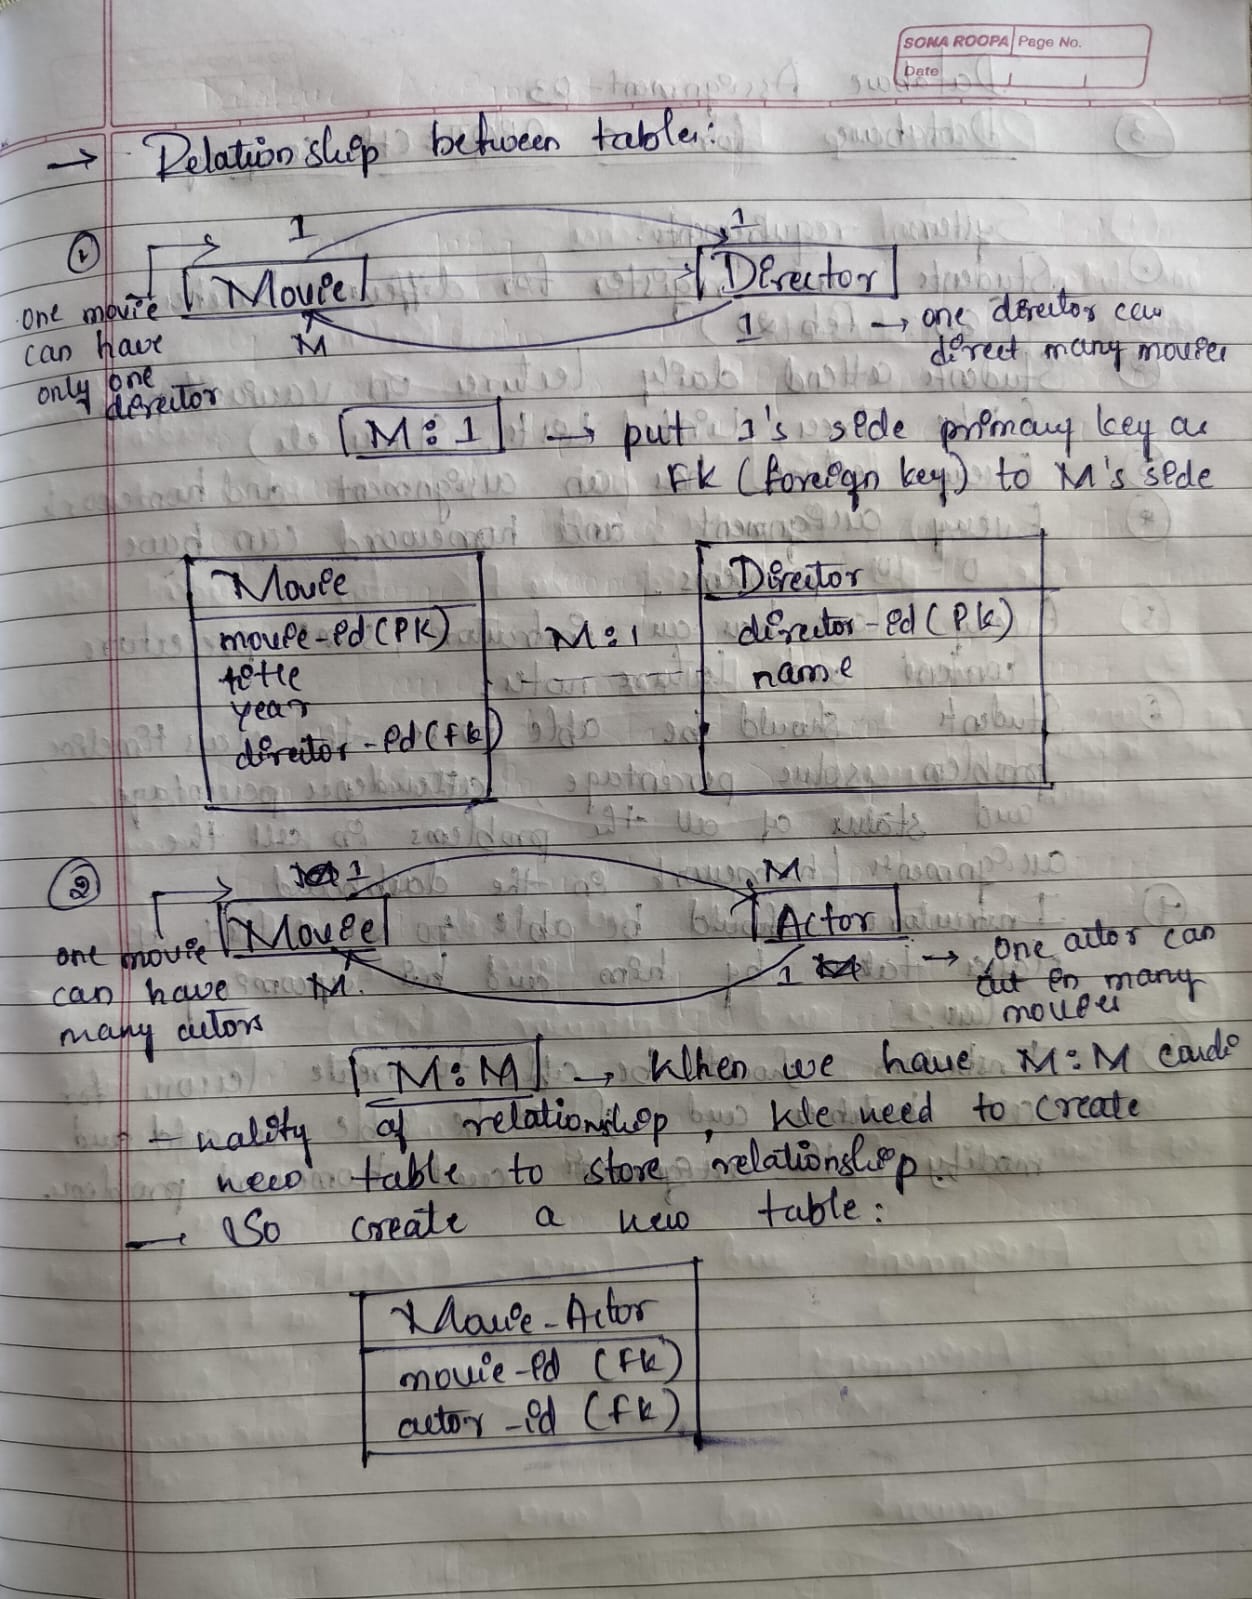 SONA ROOPA Page No.
Date
→ Relationship between tables:
① 1 1
Movie Director
one movie can have only one director
M 1
→ one director can direct many movies
M:1 → put 1's side primary key as
FK (foreign key) to M's side
Movie
movie-id (PK)
title
year
director-id (fk)
M:1
Director
director-id (P.k)
name
② 1 M
Movie Actor
one movie can have many actors
M 1
→ one actor can act in many movies
M:M → When we have M:M cardi
- nality of relationship, We need to create
new table to store relationship.
→ So create a new table:
Movie-Actor
movie-id (fk)
actor-id (fk)